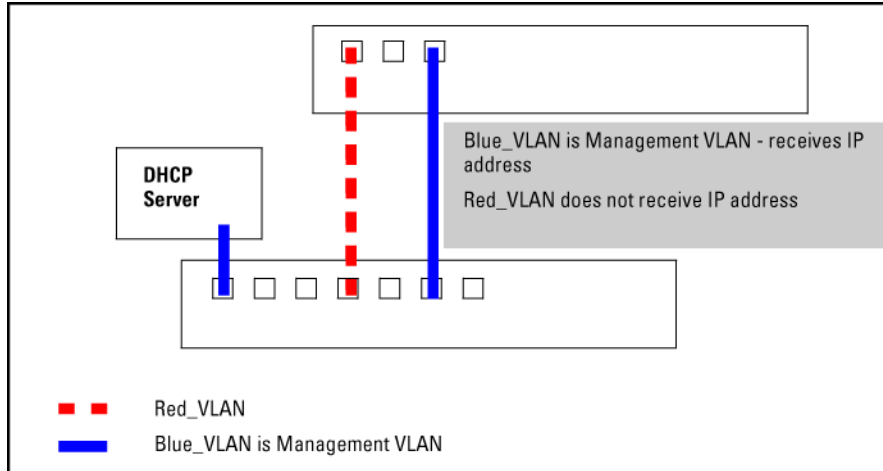 Blue_VLAN is Management VLAN - receives IP
address
Red_VLAN does not receive IP address
DHCP
Server
Red_VLAN
Blue_VLAN is Management VLAN